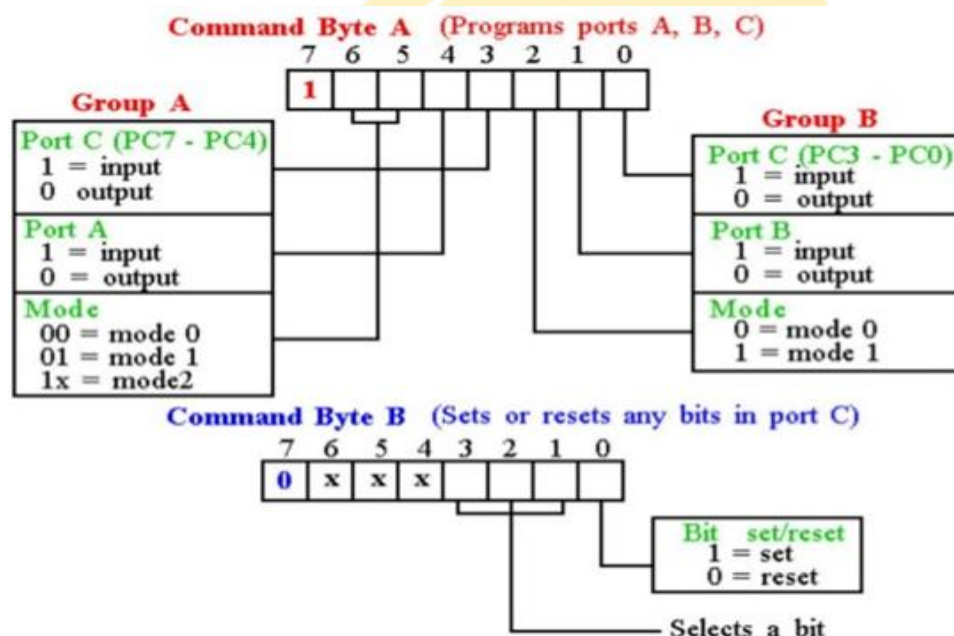 Command Byte A (Programs ports A, B, C)
7 6 5 4 3 2 1 0
1
Group A
Port C (PC7 - PC4)
1 = input
0 output
Port A
1 = input
0 = output
Mode
00 = mode 0
01 = mode 1
1x = mode2
Group B
Port C (PC3 - PC0)
1 = input
0 = output
Port B
1 = input
0 = output
Mode
0 = mode 0
1 = mode 1
Command Byte B (Sets or resets any bits in port C)
7 6 5 4 3 2 1 0
0 x x x
Bit set/reset
1 = set
0 = reset
Selects a bit